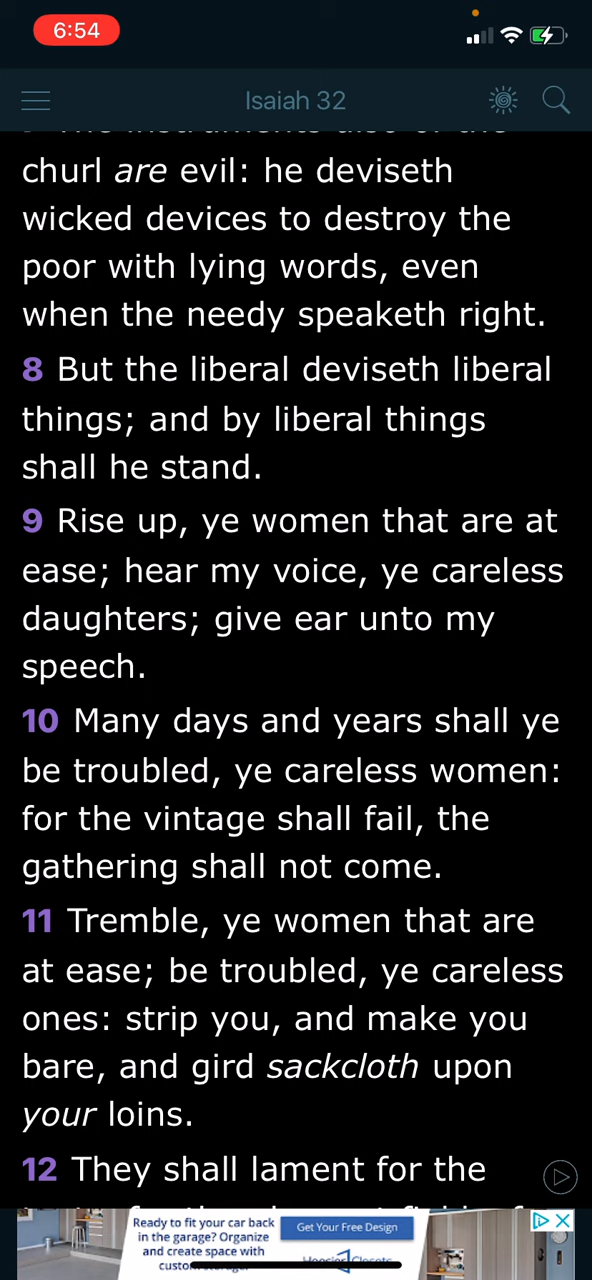 6:54
Isaiah 32
churl are evil: he deviseth
wicked devices to destroy the
poor with lying words, even
when the needy speaketh right.
8 But the liberal deviseth liberal
things; and by liberal things
shall he stand.
9 Rise up, ye women that are at
ease; hear my voice, ye careless
daughters; give ear unto my
speech.
10 Many days and years shall ye
be troubled, ye careless women:
for the vintage shall fail, the
gathering shall not come.
11 Tremble, ye women that are
at ease; be troubled, ye careless
ones: strip you, and make you
bare, and gird sackcloth upon
your loins.
12 They shall lament for the
Ready to fit your car back
in the garage? Organize
and create space with
Get Your Free Design